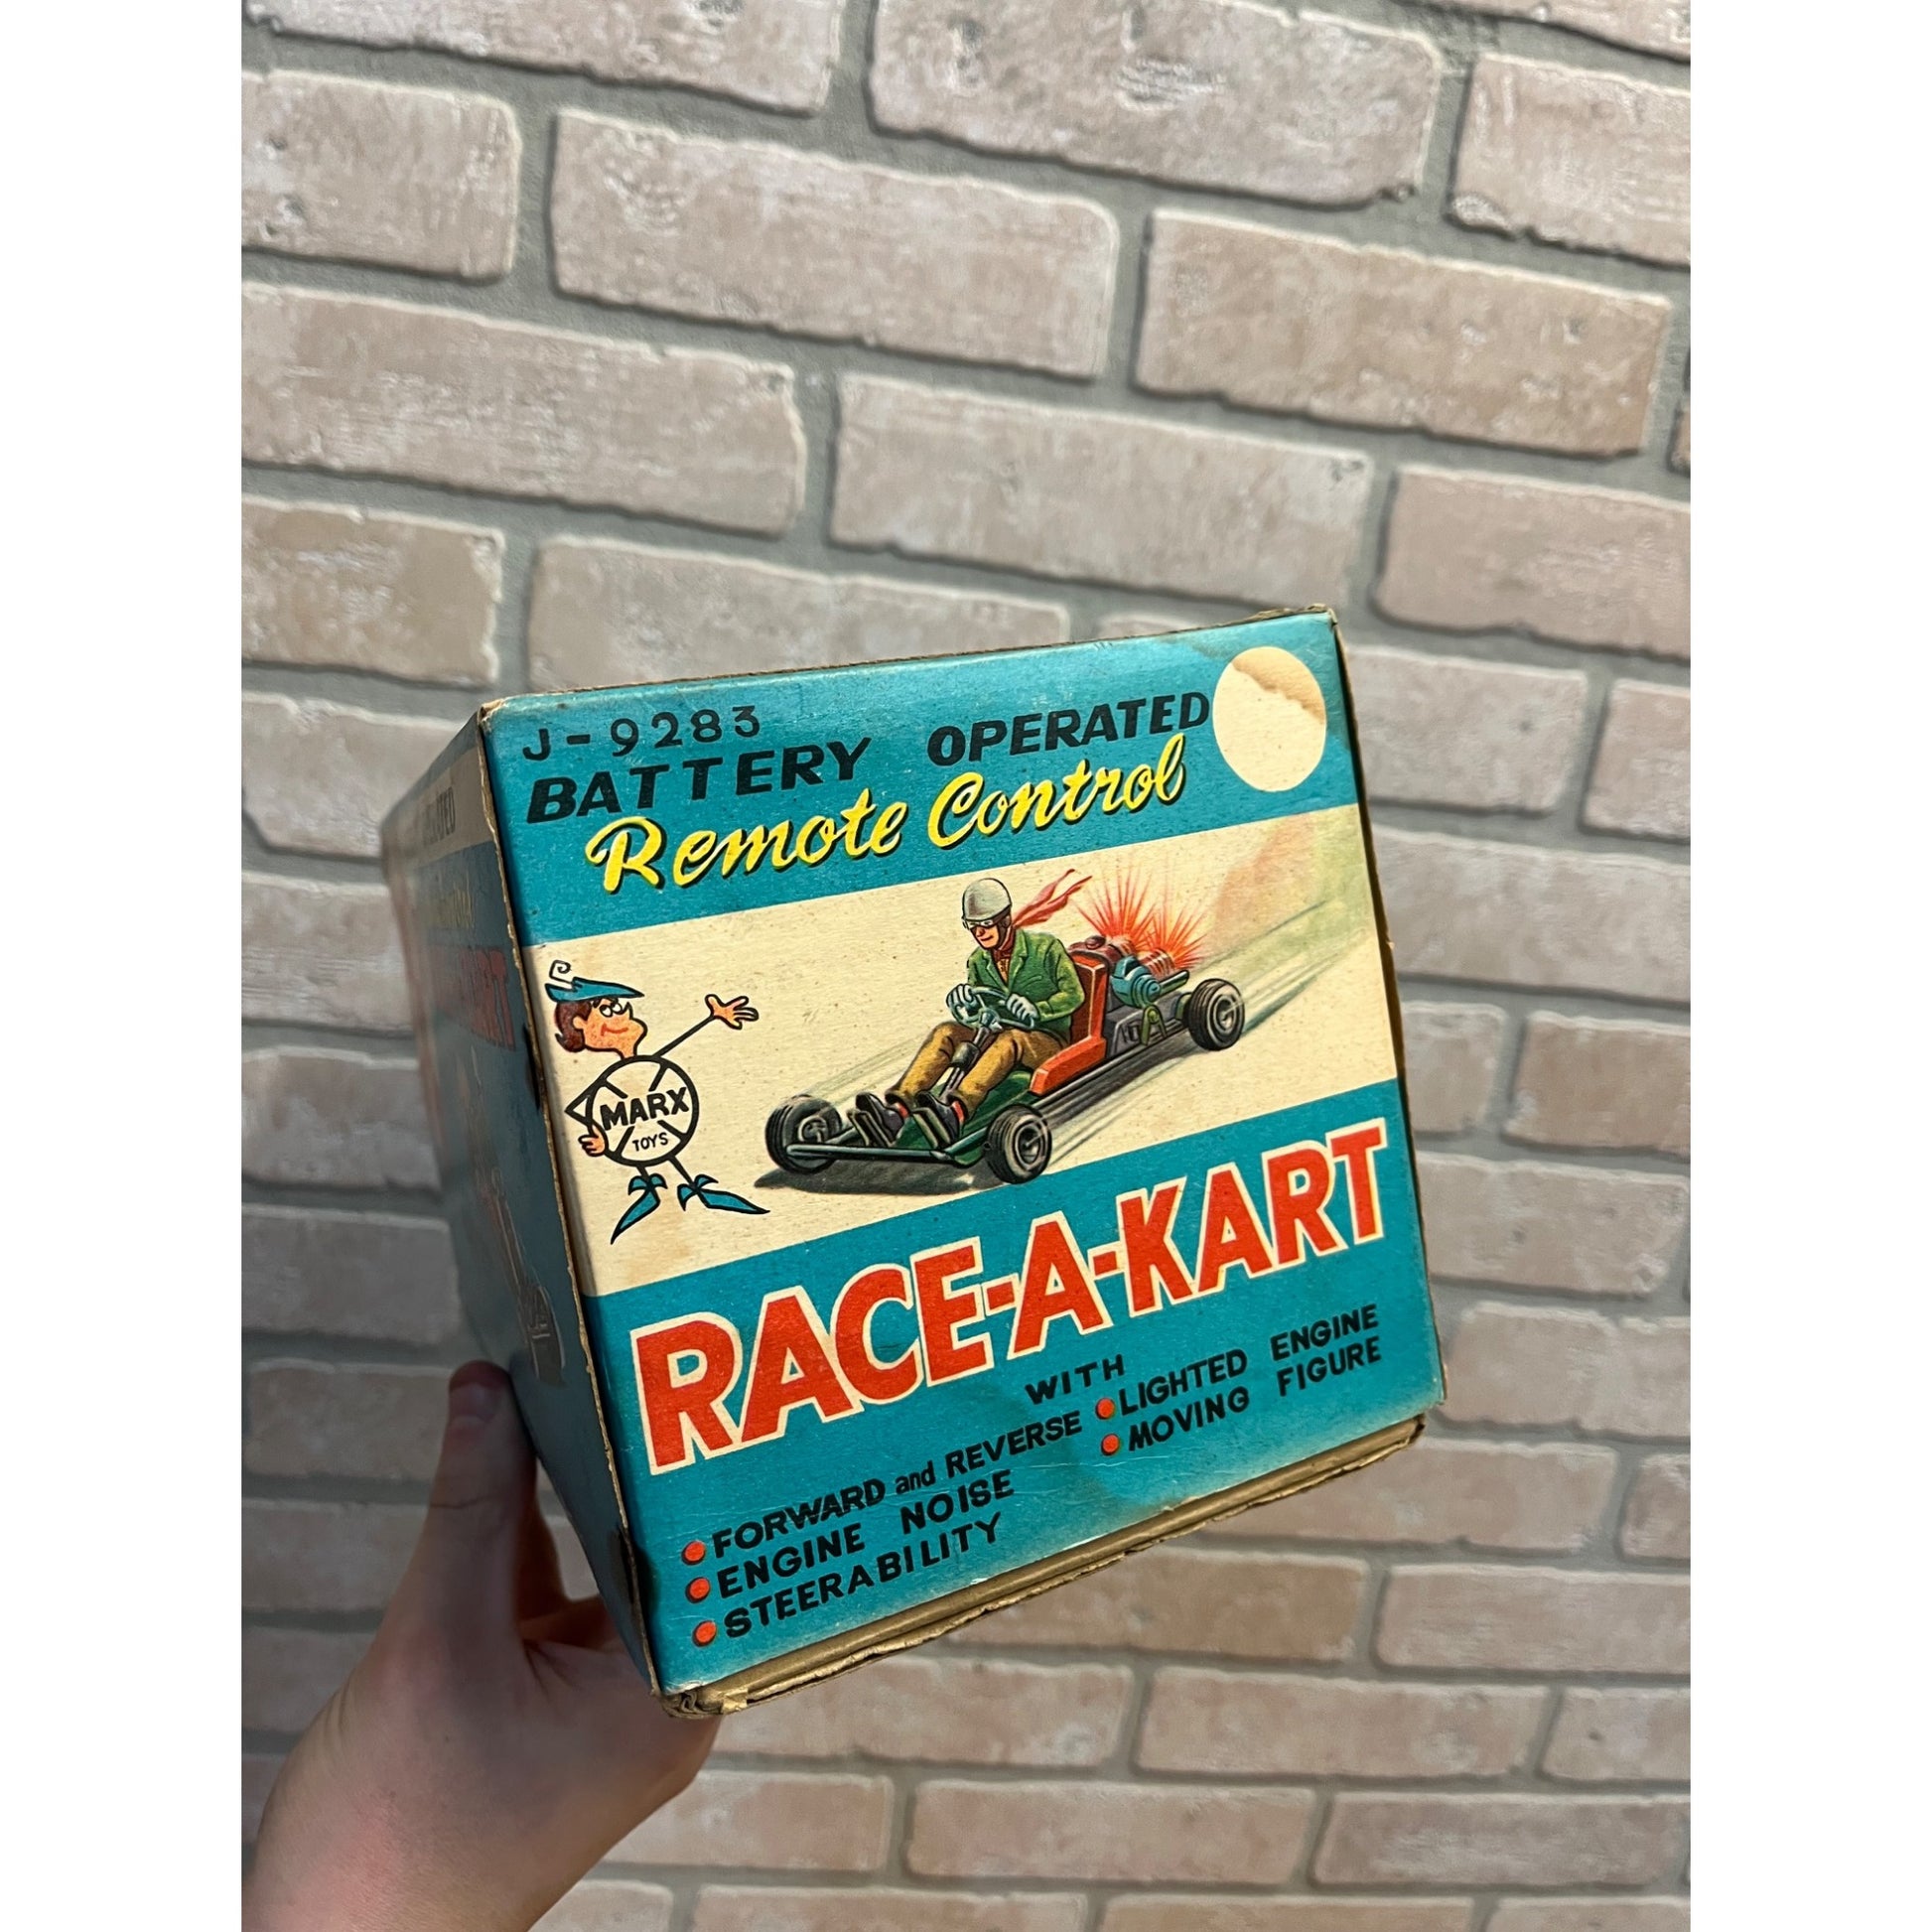 J-9283
BATTERY OPERATED
Remote Control
MARX
TOYS
RACE-A-KART
WITH
FORWARD and REVERSE
ENGINE NOISE
STEERABILITY
LIGHTED ENGINE
MOVING FIGURE
KART